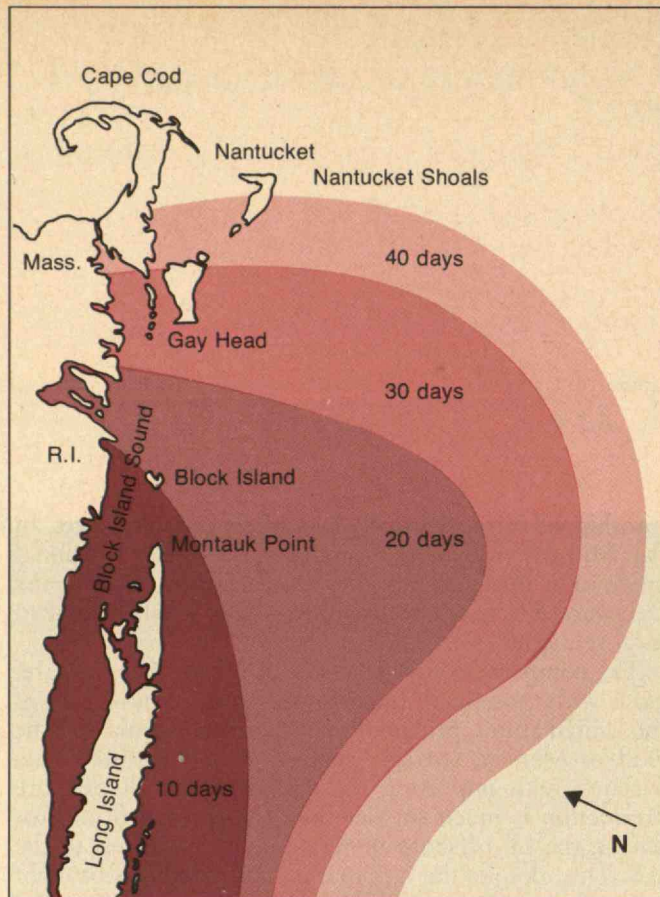 Cape Cod
Nantucket
Nantucket Shoals
Mass.
40 days
Gay Head
30 days
R.I.
Block Island Sound
Block Island
Montauk Point
20 days
Long Island
10 days
N